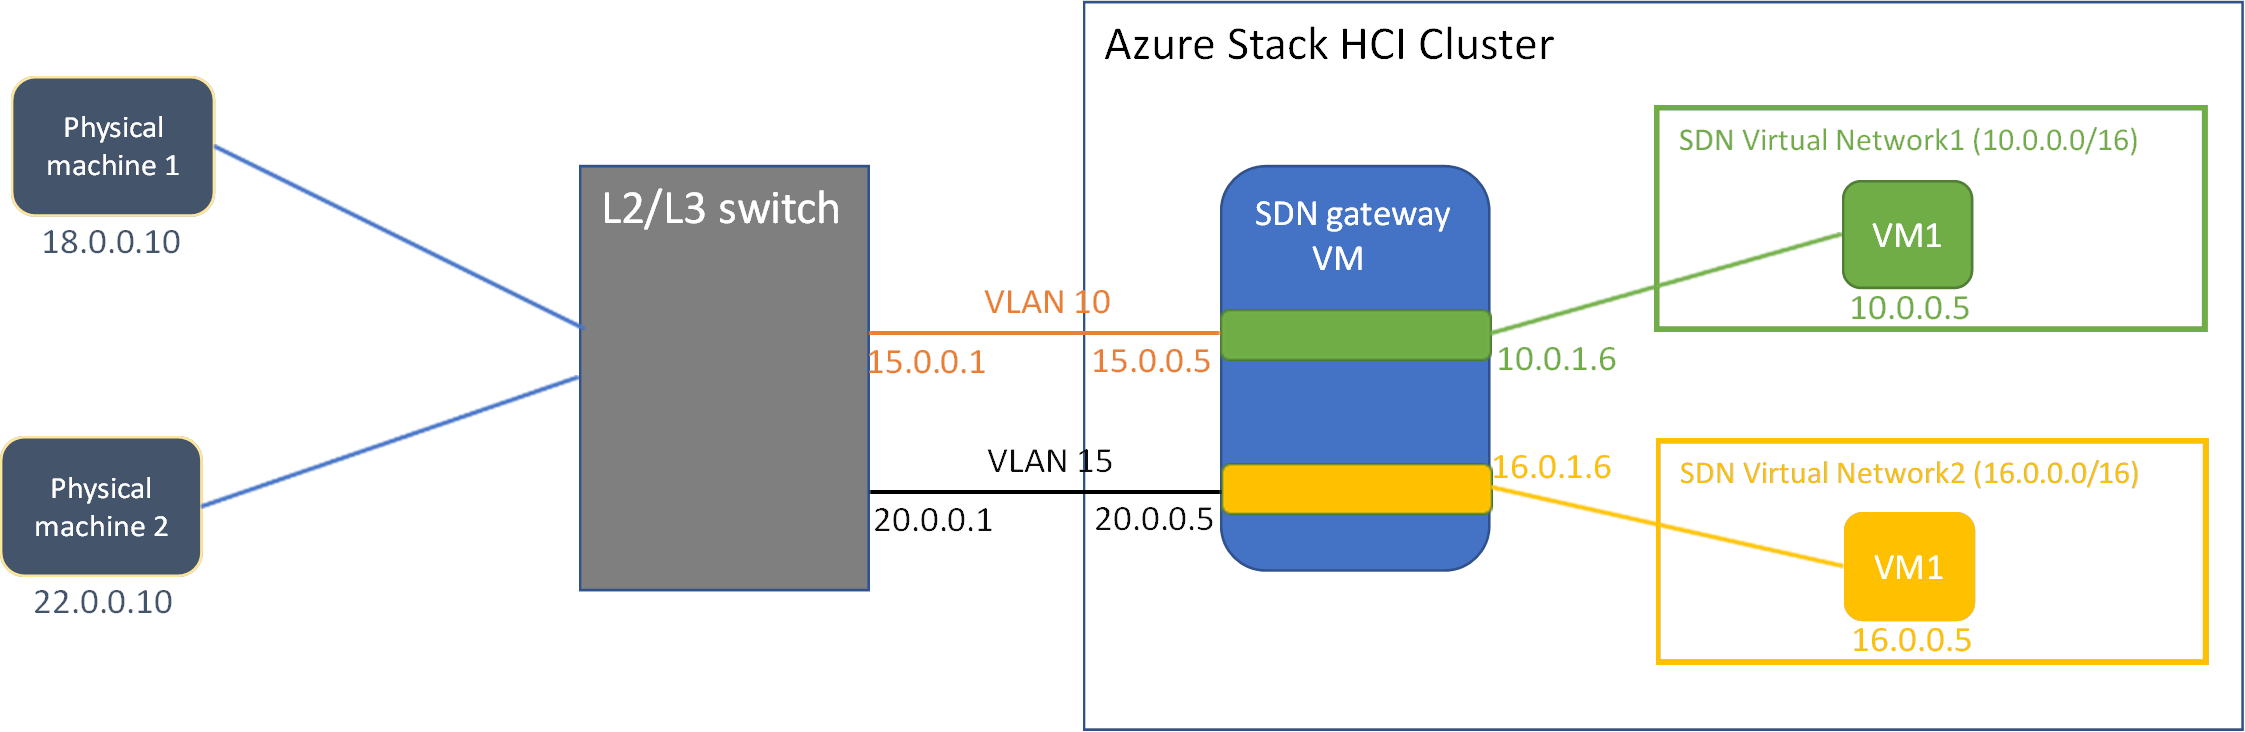 Azure Stack HCI Cluster
Physical
machine 1
18.0.0.10
Physical
machine 2
22.0.0.10
L2/L3 switch
VLAN 10
15.0.0.1
15.0.0.5
VLAN 15
20.0.0.1
20.0.0.5
SDN gateway
VM
10.0.1.6
16.0.1.6
SDN Virtual Network1 (10.0.0.0/16)
VM1
10.0.0.5
SDN Virtual Network2 (16.0.0.0/16)
VM1
16.0.0.5